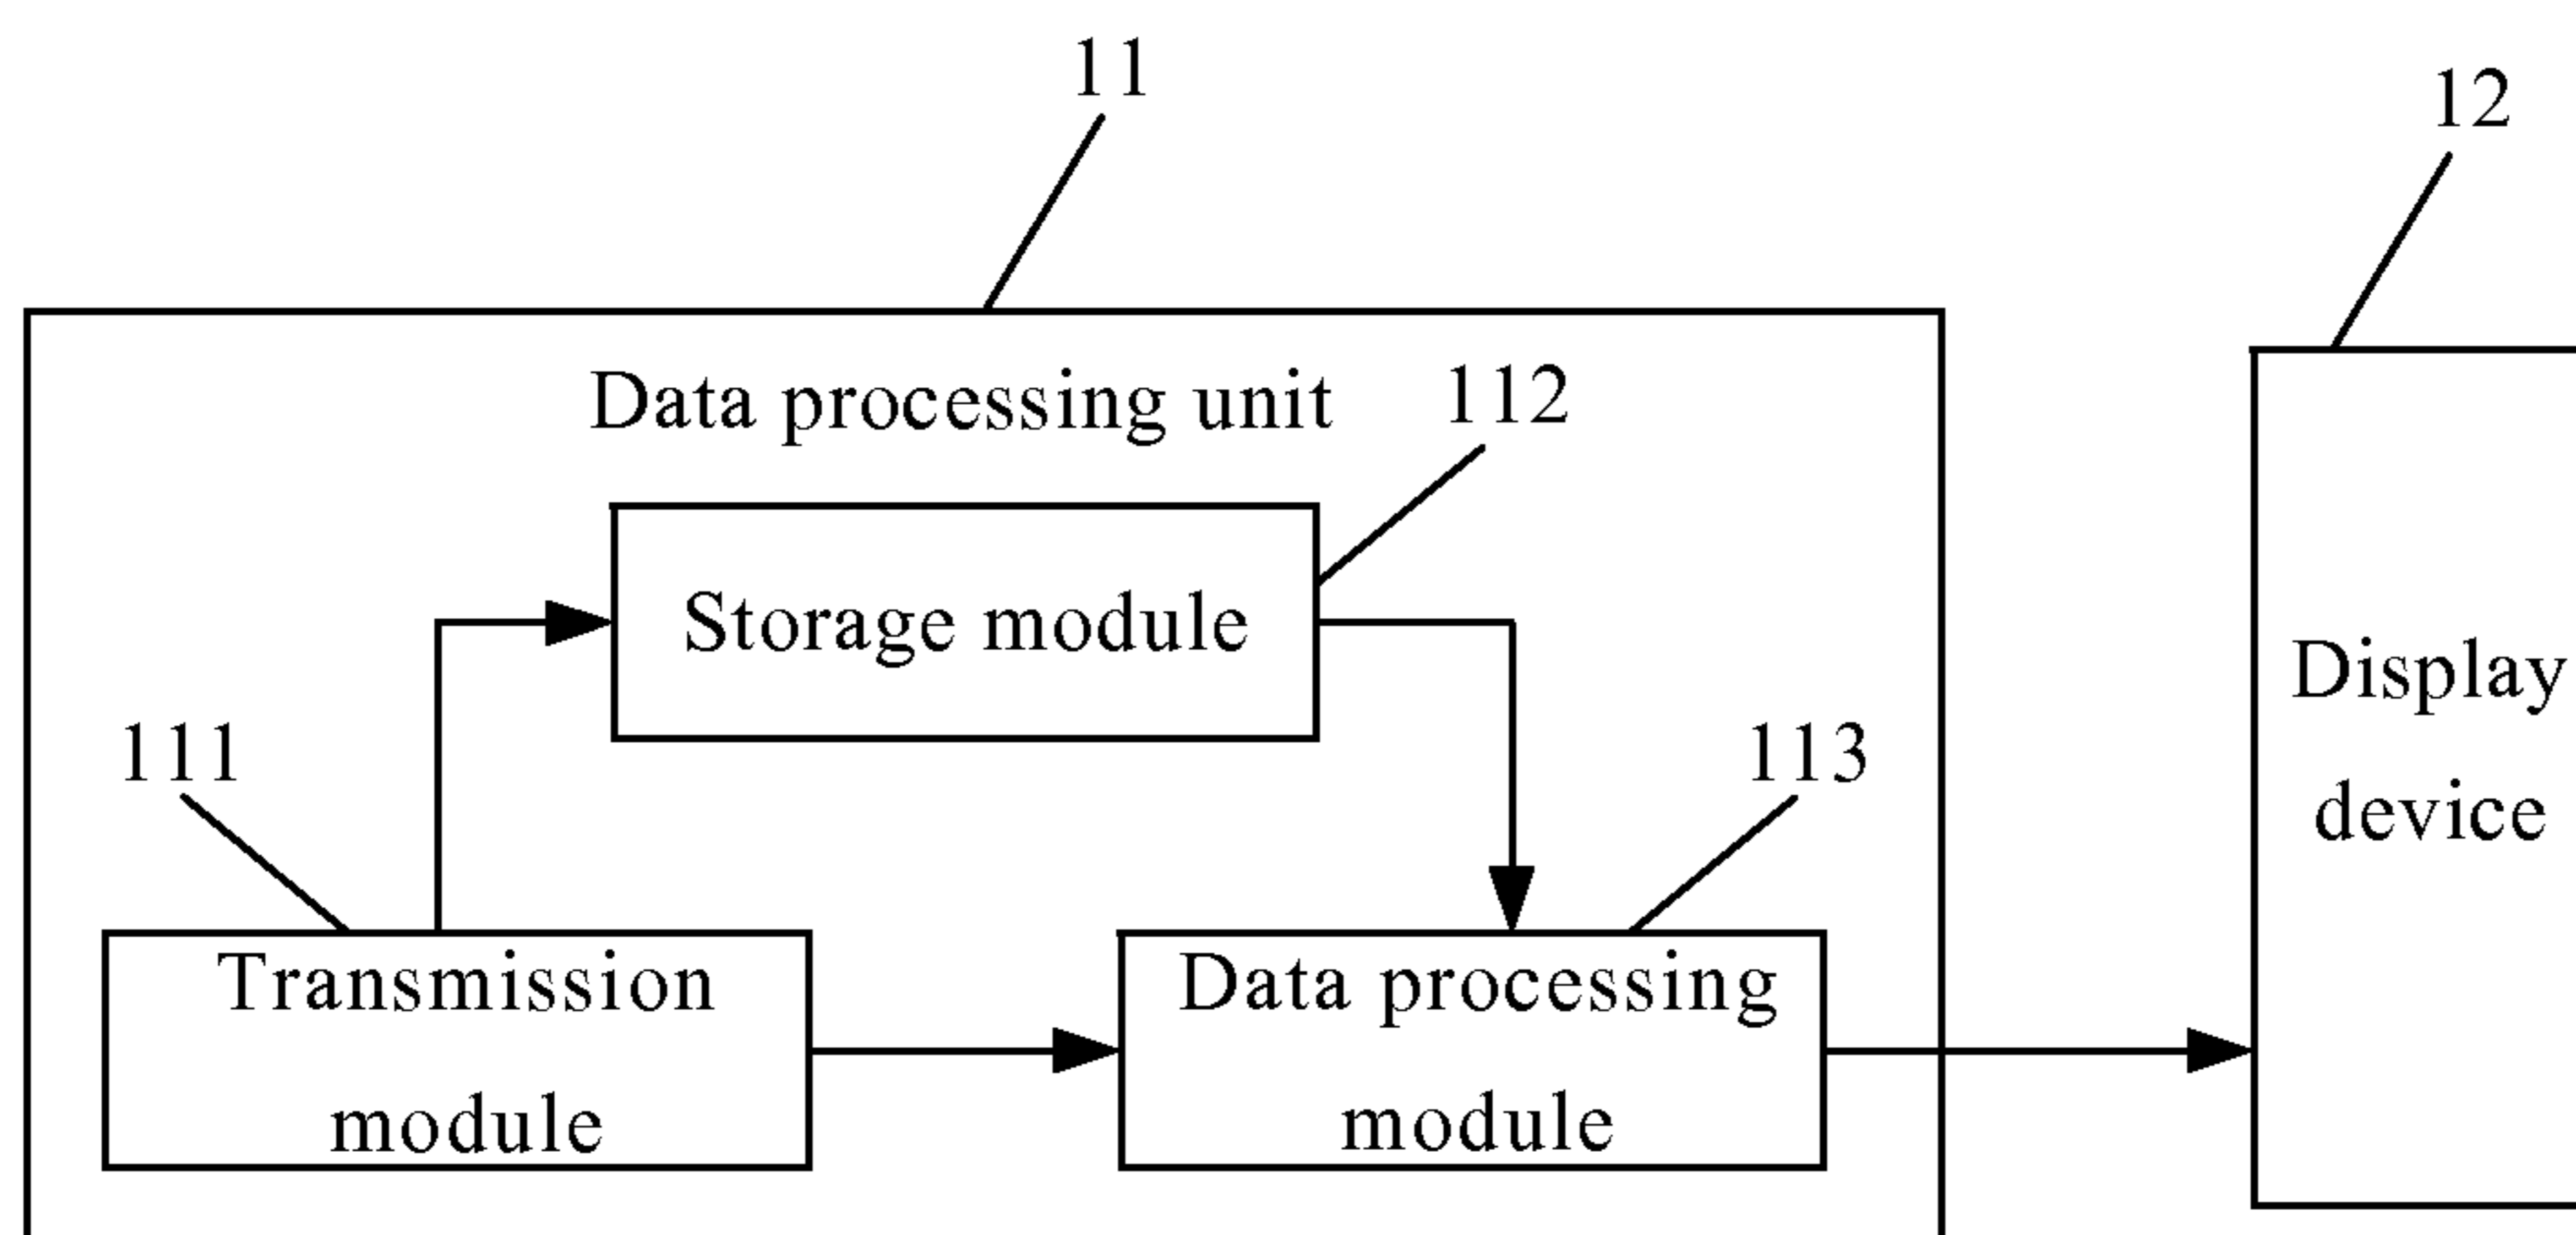 11
12
Data processing unit
112
Storage module
111
113
Transmission
module
Data processing
module
Display
device